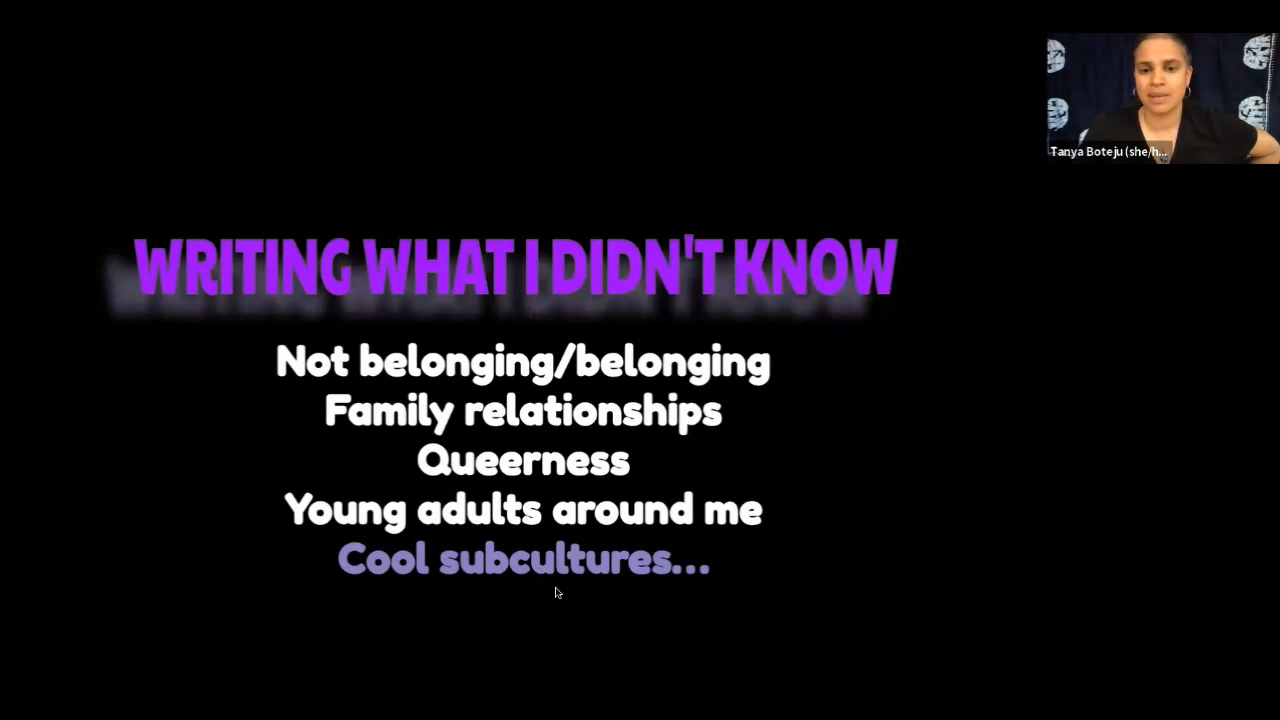 Tanya Boteju (she/h...
WRITING WHAT I DIDN'T KNOW
Not belonging/belonging
Family relationships
Queerness
Young adults around me
Cool subcultures...